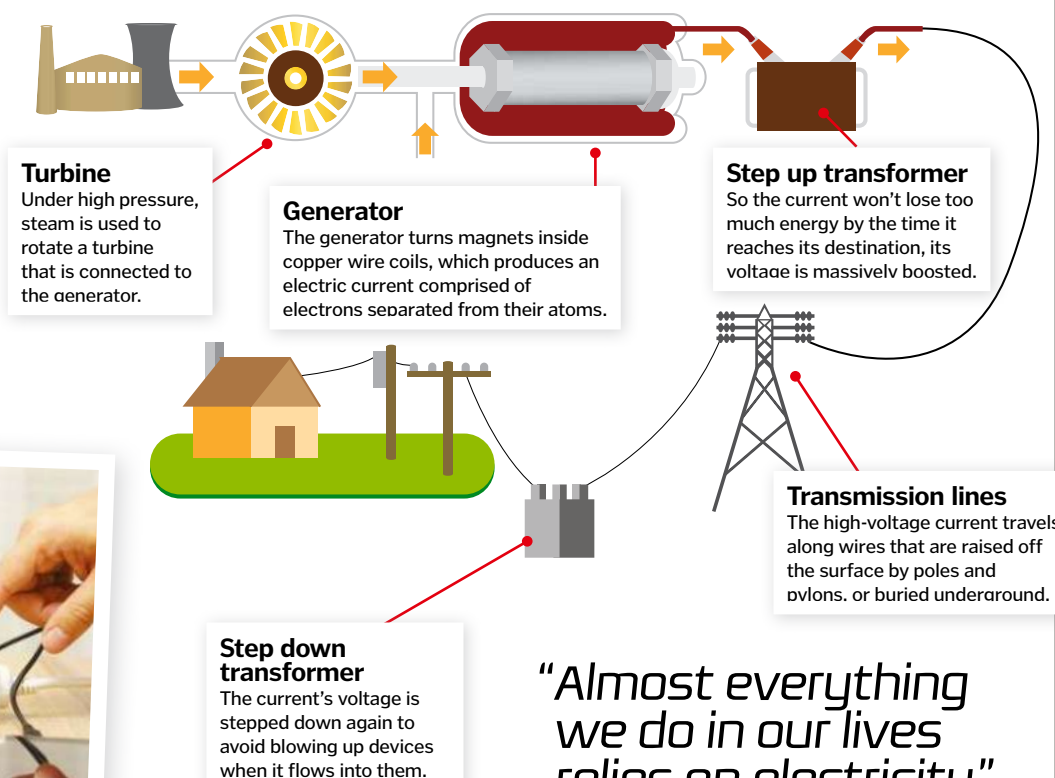 Turbine
Under high pressure,
steam is used to
rotate a turbine
that is connected to
the generator.
Generator
The generator turns magnets inside
copper wire coils, which produces an
electric current comprised of
electrons separated from their atoms.
Step up transformer
So the current won't lose too
much energy by the time it
reaches its destination, its
voltage is massively boosted.
Transmission lines
The high-voltage current travels
along wires that are raised off
the surface by poles and
pylons, or buried underground.
Step down
transformer
The current's voltage is
stepped down again to
avoid blowing up devices
when it flows into them.
"Almost everything
we do in our lives
relies on electricity"